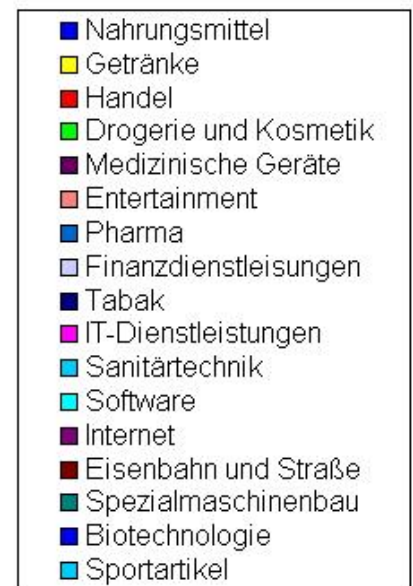 Nahrungsmittel
Getränke
Handel
Drogerie und Kosmetik
Medizinische Geräte
Entertainment
Pharma
Finanzdienstleisungen
Tabak
IT-Dienstleistungen
Sanitärtechnik
Software
Internet
Eisenbahn und Straße
Spezialmaschinenbau
Biotechnologie
Sportartikel